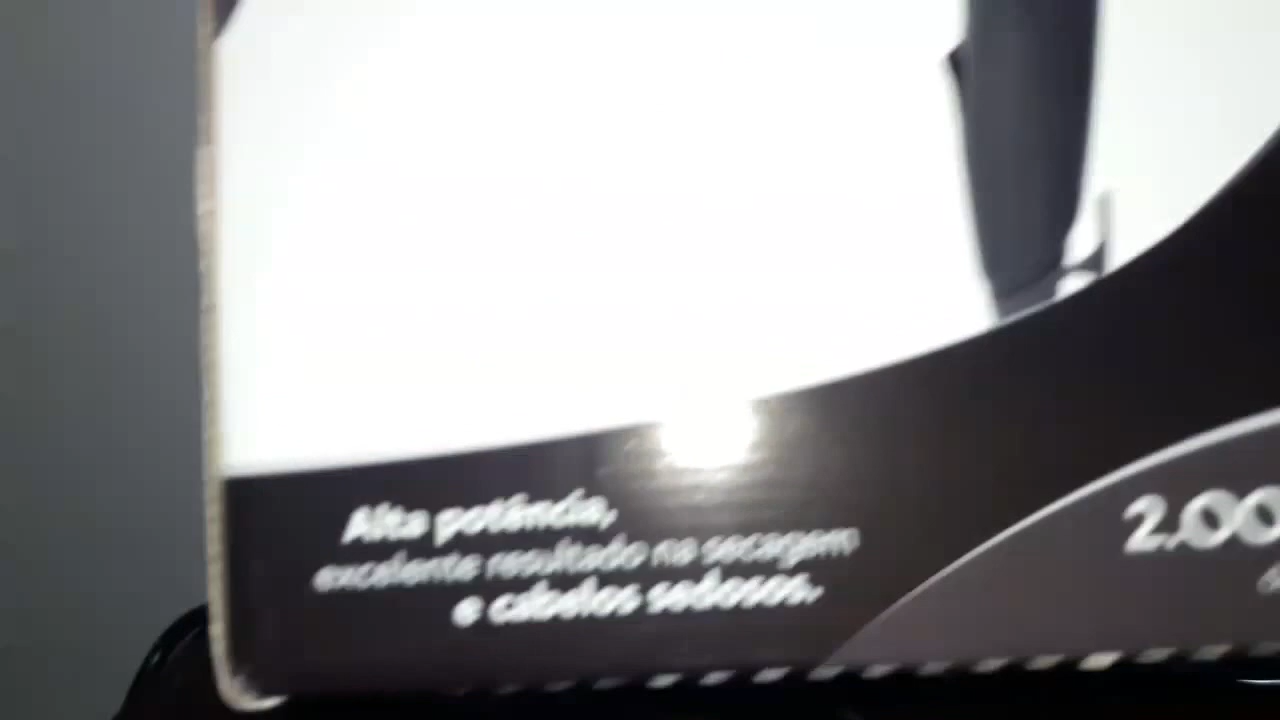 Alta potência,
excelente resultado na secagem
e cabelos sedosos.
2.00